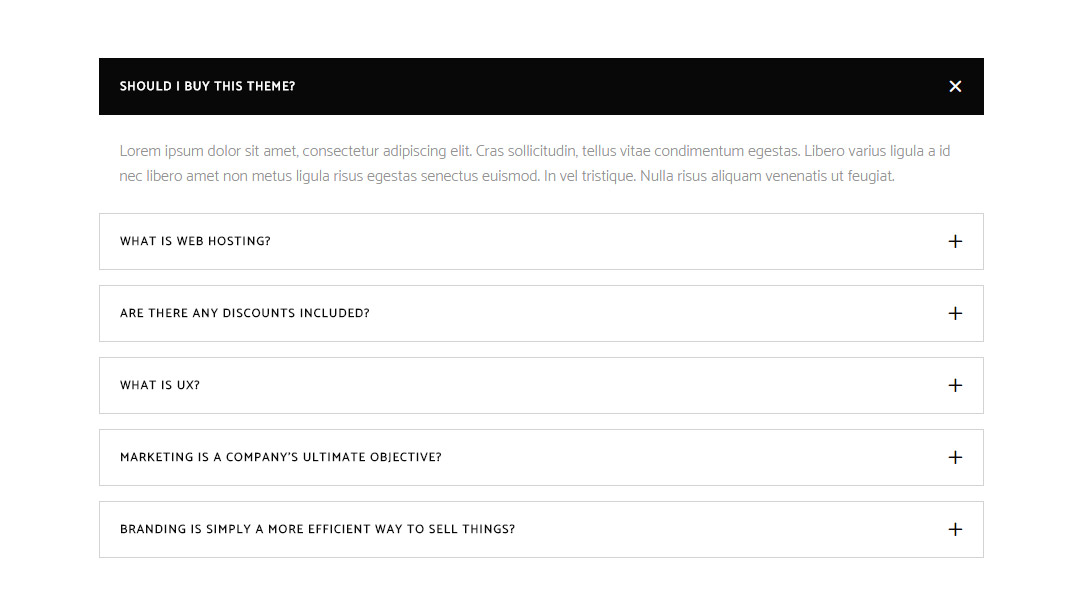 SHOULD I BUY THIS THEME?
Lorem ipsum dolor sit amet, consectetur adipiscing elit. Cras sollicitudin, tellus vitae condimentum egestas. Libero varius ligula a id
nec libero amet non metus ligula risus egestas senectus euismod. In vel tristique. Nulla risus aliquam venenatis ut feugiat.
WHAT IS WEB HOSTING?
ARE THERE ANY DISCOUNTS INCLUDED?
WHAT IS UX?
MARKETING IS A COMPANY'S ULTIMATE OBJECTIVE?
BRANDING IS SIMPLY A MORE EFFICIENT WAY TO SELL THINGS?